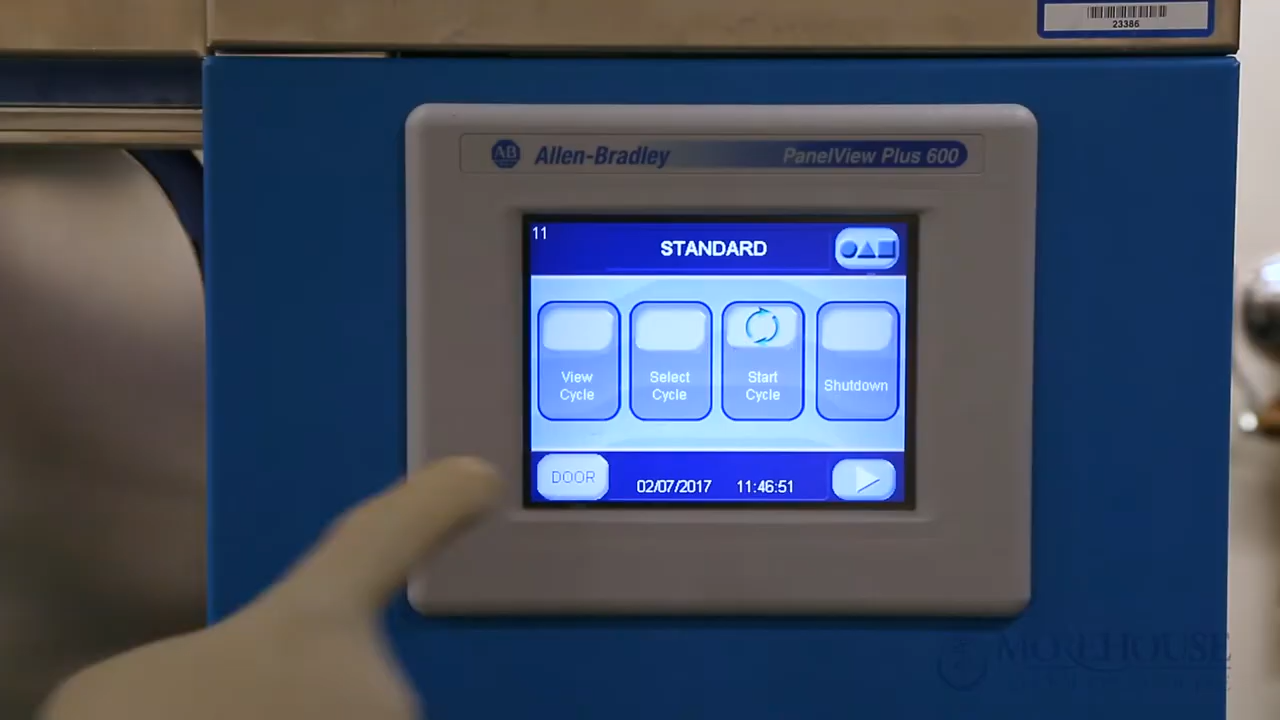 23386
AB Allen-Bradley PanelView Plus 600
11
STANDARD
View
Cycle
Select
Cycle
Start
Cycle
Shutdown
DOOR
02/07/2017 11:46:51
MOREHOUSE